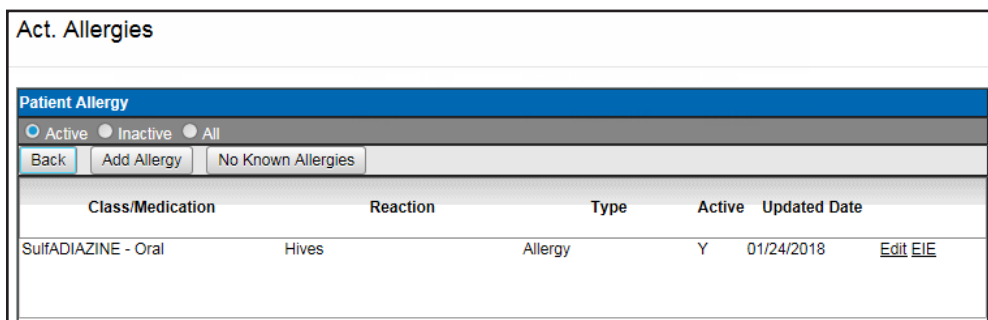 Act. Allergies
Patient Allergy
Active Inactive All
Back Add Allergy No Known Allergies
Class/Medication Reaction Type Active Updated Date
SulfADIAZINE - Oral Hives Allergy Y 01/24/2018 Edit EIE